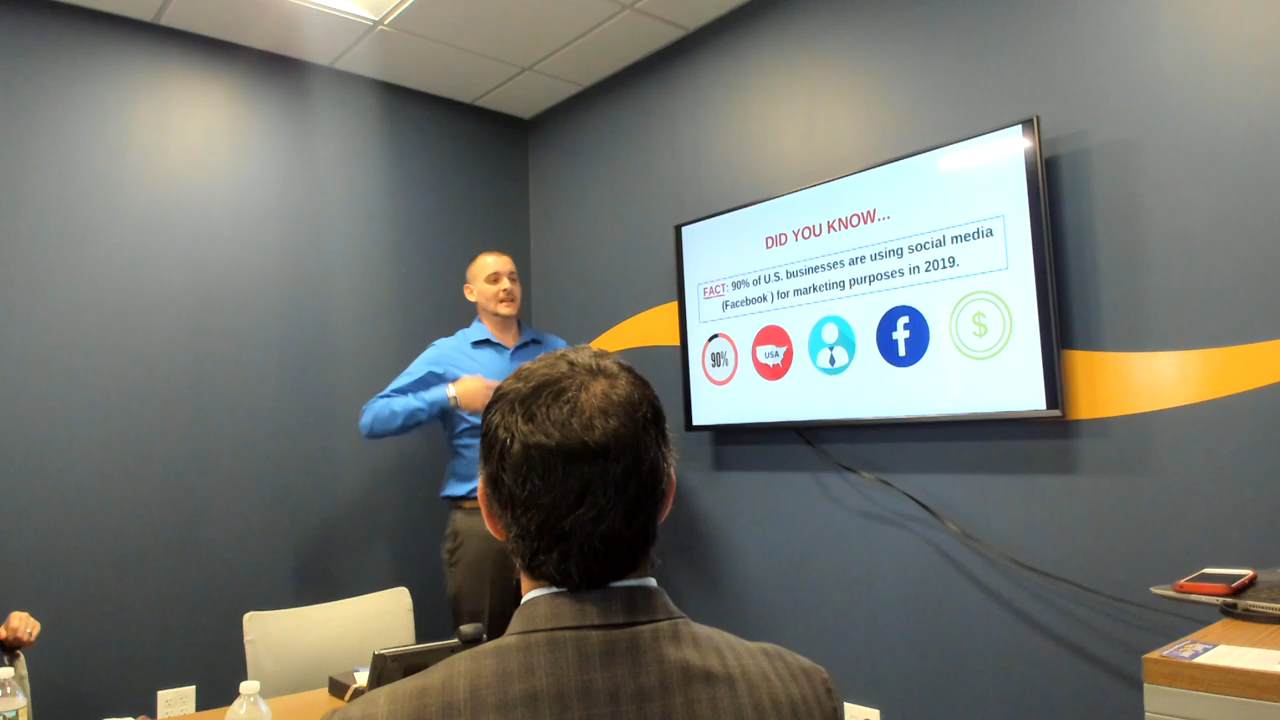 DID YOU KNOW...
FACT: 90% of U.S. businesses are using social media
(Facebook ) for marketing purposes in 2019.
90%
USA
f
$